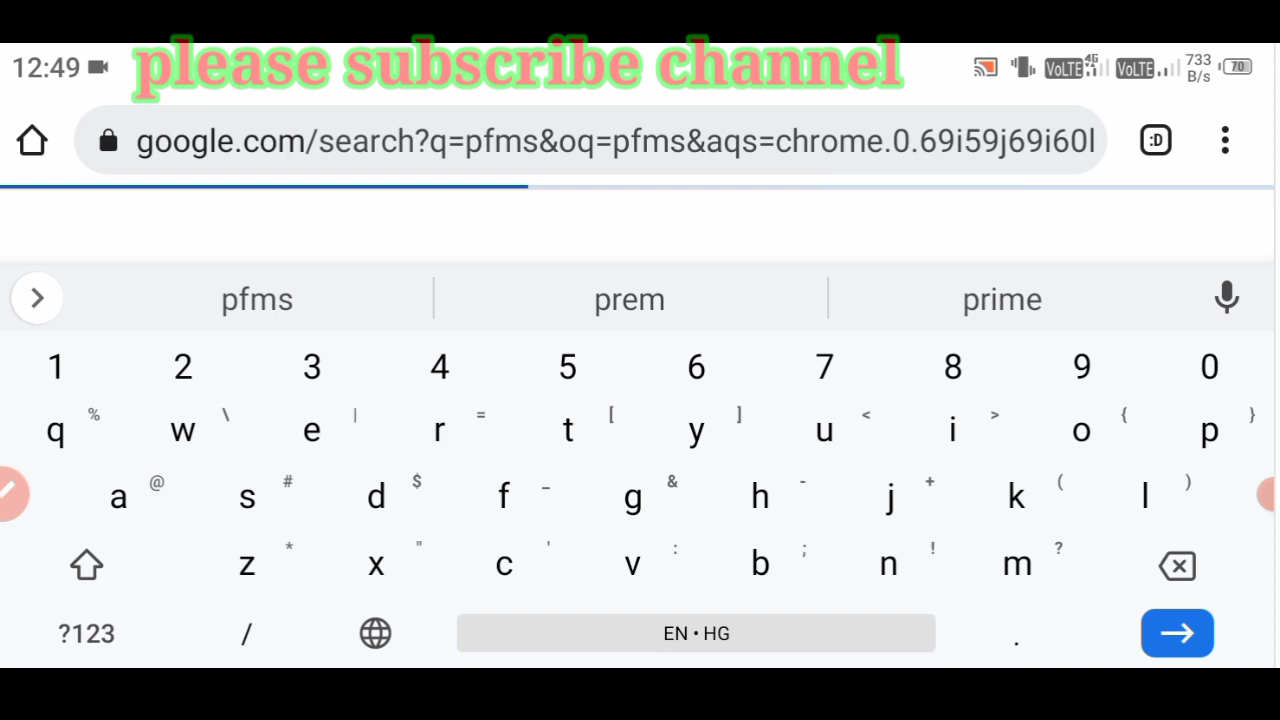 please subscribe channel
12:49 VoLTE 4G VoLTE 733 B/s 70
google.com/search?q=pfms&oq=pfms&aqs=chrome.0.69i59j69i60l
:D
pfms prem prime
1 2 3 4 5 6 7 8 9 0
% \ | = [ ] < > { }
q w e r t y u i o p
@ # $ _ & - + ( )
a s d f g h j k l
* " ' : ; ! ?
z x c v b n m
?123 / EN • HG .